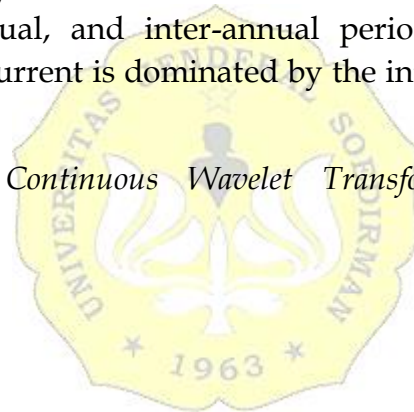 ual, and inter-annual perio
urrent is dominated by the in
Continuous Wavelet Transfo
UNIVERSITAS JENDERAL SOEDIRMAN
* 1963 *